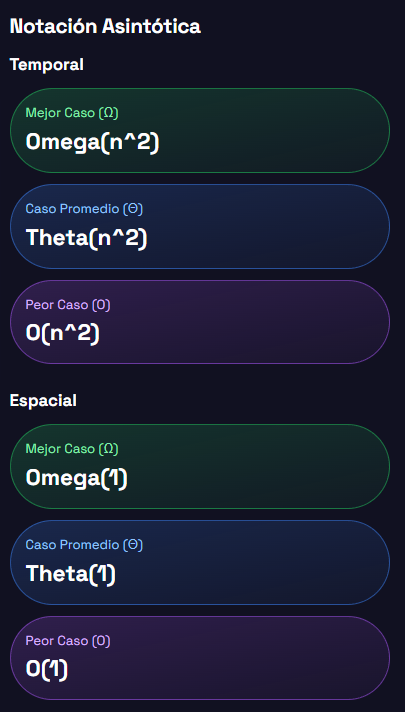 Notación Asintótica
Temporal
Mejor Caso (Ω)
Omega(n^2)
Caso Promedio (Θ)
Theta(n^2)
Peor Caso (O)
O(n^2)
Espacial
Mejor Caso (Ω)
Omega(1)
Caso Promedio (Θ)
Theta(1)
Peor Caso (O)
O(1)